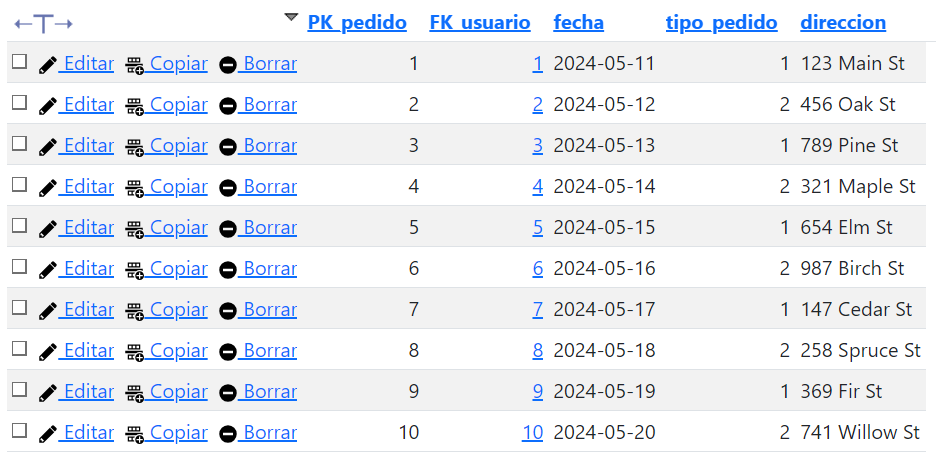 ←T→ PK_pedido FK_usuario fecha tipo_pedido direccion
Editar Copiar Borrar 1 1 2024-05-11 1 123 Main St
Editar Copiar Borrar 2 2 2024-05-12 2 456 Oak St
Editar Copiar Borrar 3 3 2024-05-13 1 789 Pine St
Editar Copiar Borrar 4 4 2024-05-14 2 321 Maple St
Editar Copiar Borrar 5 5 2024-05-15 1 654 Elm St
Editar Copiar Borrar 6 6 2024-05-16 2 987 Birch St
Editar Copiar Borrar 7 7 2024-05-17 1 147 Cedar St
Editar Copiar Borrar 8 8 2024-05-18 2 258 Spruce St
Editar Copiar Borrar 9 9 2024-05-19 1 369 Fir St
Editar Copiar Borrar 10 10 2024-05-20 2 741 Willow St